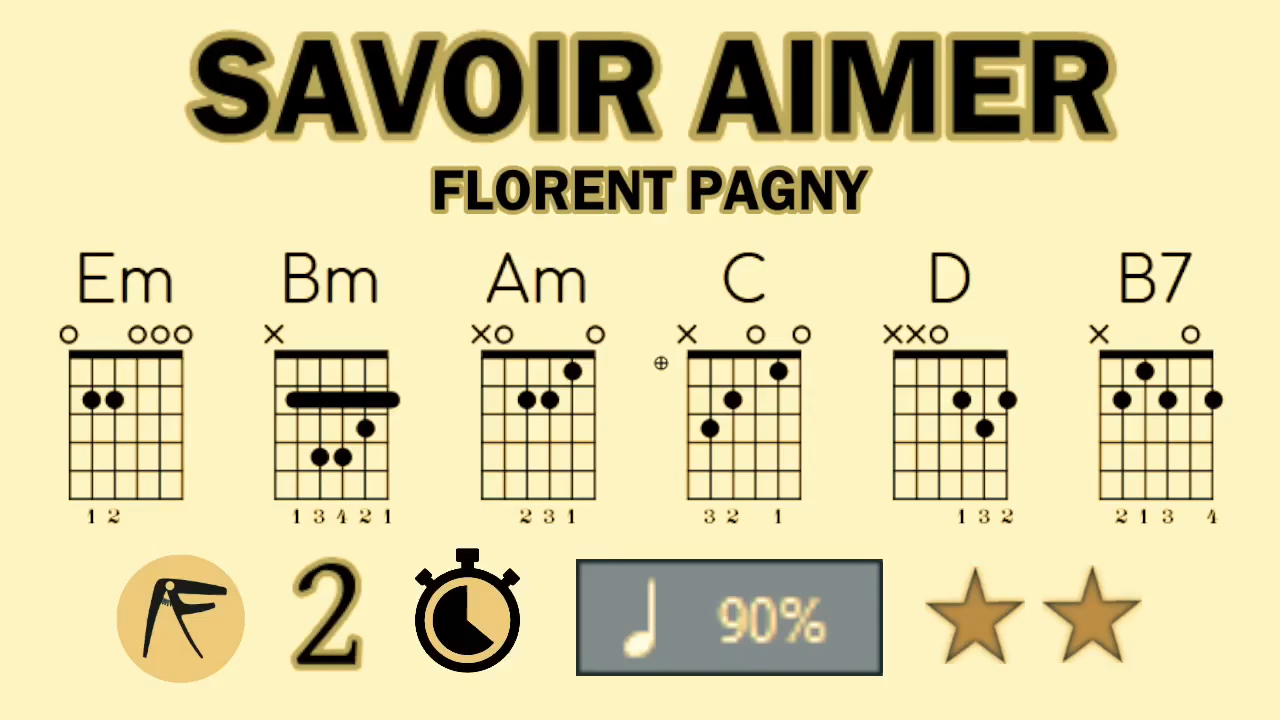 SAVOIR AIMER
FLORENT PAGNY
Em Bm Am C D B7
12 13421 231 32 1 132 213 4
2 90%